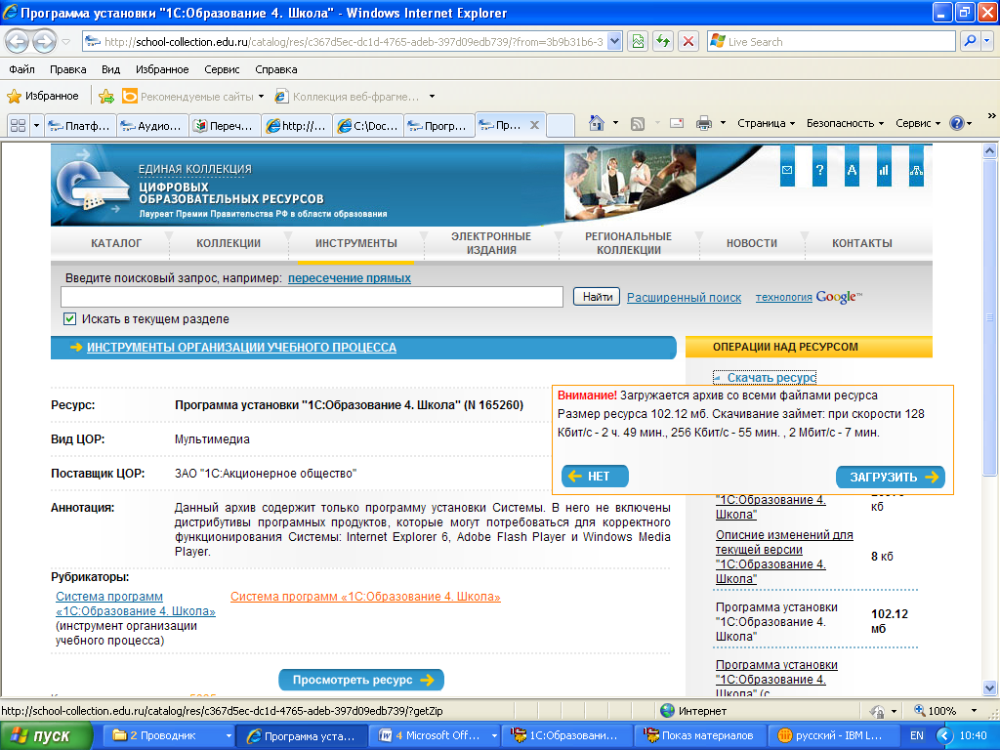 Программа установки "1С:Образование 4. Школа" - Windows Internet Explorer
http://school-collection.edu.ru/catalog/res/c367d5ec-dc1d-4765-adeb-397d09edb739/?from=3b9b31b6-3
Live Search
Файл Правка Вид Избранное Сервис Справка
Избранное Рекомендуемые сайты Коллекция веб-фрагме...
Платф... Аудио... Переч... http://... C:\Doc... Прогр... Пр... Страница Безопасность Сервис
ЕДИНАЯ КОЛЛЕКЦИЯ
ЦИФРОВЫХ
ОБРАЗОВАТЕЛЬНЫХ РЕСУРСОВ
Лауреат Премии Правительства РФ в области образования
КАТАЛОГ КОЛЛЕКЦИИ ИНСТРУМЕНТЫ ЭЛЕКТРОННЫЕ ИЗДАНИЯ РЕГИОНАЛЬНЫЕ КОЛЛЕКЦИИ НОВОСТИ КОНТАКТЫ
Введите поисковый запрос, например: пересечение прямых
Найти Расширенный поиск технология Google™
Искать в текущем разделе
ИНСТРУМЕНТЫ ОРГАНИЗАЦИИ УЧЕБНОГО ПРОЦЕССА
ОПЕРАЦИИ НАД РЕСУРСОМ
Скачать ресурс
Внимание! Загружается архив со всеми файлами ресурса
Размер ресурса 102.12 мб. Скачивание займет: при скорости 128
Кбит/с - 2 ч. 49 мин., 256 Кбит/с - 55 мин. , 2 Мбит/с - 7 мин.
НЕТ ЗАГРУЗИТЬ
Ресурс: Программа установки "1С:Образование 4. Школа" (N 165260)
Вид ЦОР: Мультимедиа
Поставщик ЦОР: ЗАО "1С:Акционерное общество"
Аннотация: Данный архив содержит только программу установки Системы. В него не включены
дистрибутивы програмных продуктов, которые могут потребоваться для корректного
функционирования Системы: Internet Explorer 6, Adobe Flash Player и Windows Media
Player.
Рубрикаторы:
Система программ
«1С:Образование 4. Школа»
(инструмент организации
учебного процесса)
Система программ «1С:Образование 4. Школа»
Просмотреть ресурс
"1С:Образование 4.
Школа"
кб
Описние изменений для
текущей версии
"1С:Образование 4.
Школа"
8 кб
Программа установки
"1С:Образование 4.
Школа"
102.12
мб
Программа установки
"1С:Образование 4.
Школа" (с
http://school-collection.edu.ru/catalog/res/c367d5ec-dc1d-4765-adeb-397d09edb739/?getZip Интернет 100%
пуск 2 Проводник Программа уста... 4 Microsoft Off... 1С:Образовани... Показ материалов русский - IBM L... EN 10:40